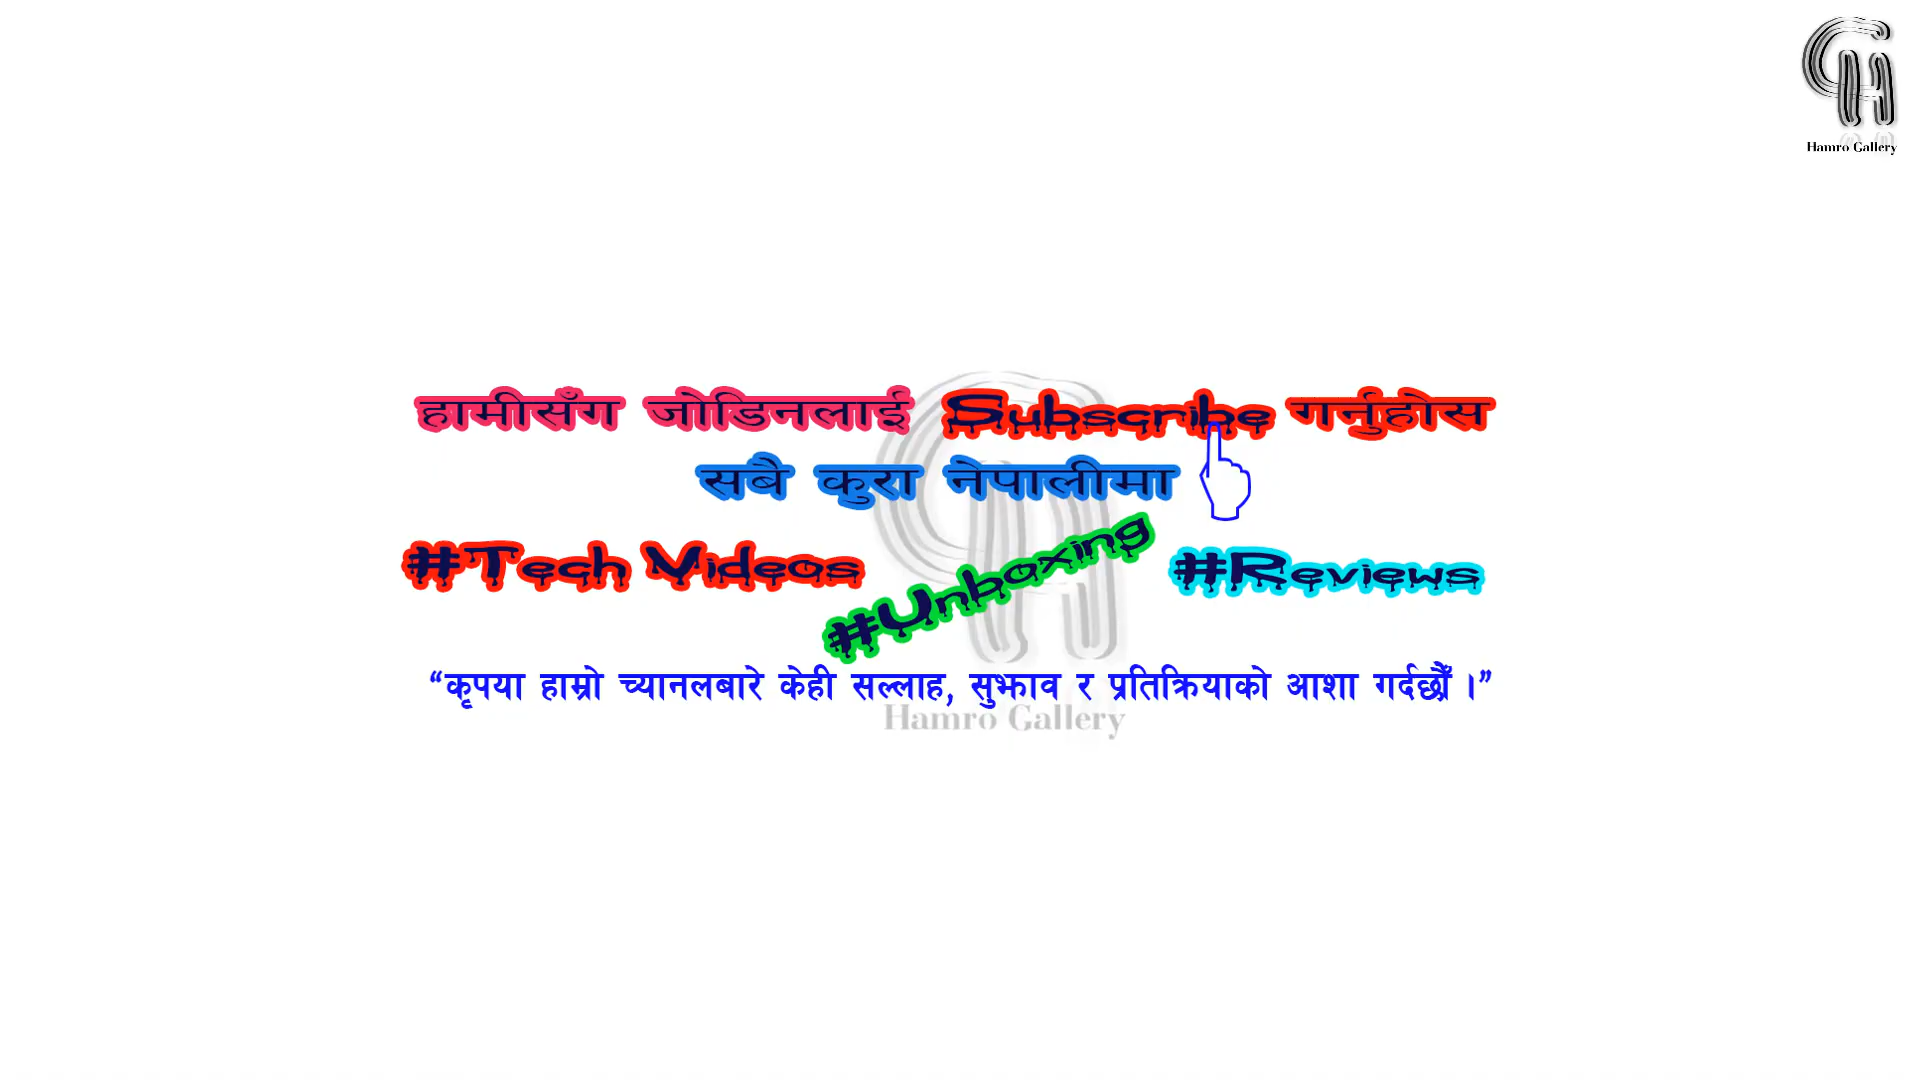 Hamro Gallery
हामीसँग जोडिनलाई Subscribe गर्नुहोस
सबै कुरा नेपालीमा
#Tech Videos #Unboxing #Reviews
“कृपया हाम्रो च्यानलबारे केही सल्लाह, सुझाव र प्रतिक्रियाको आशा गर्दछौँ ।”
Hamro Gallery